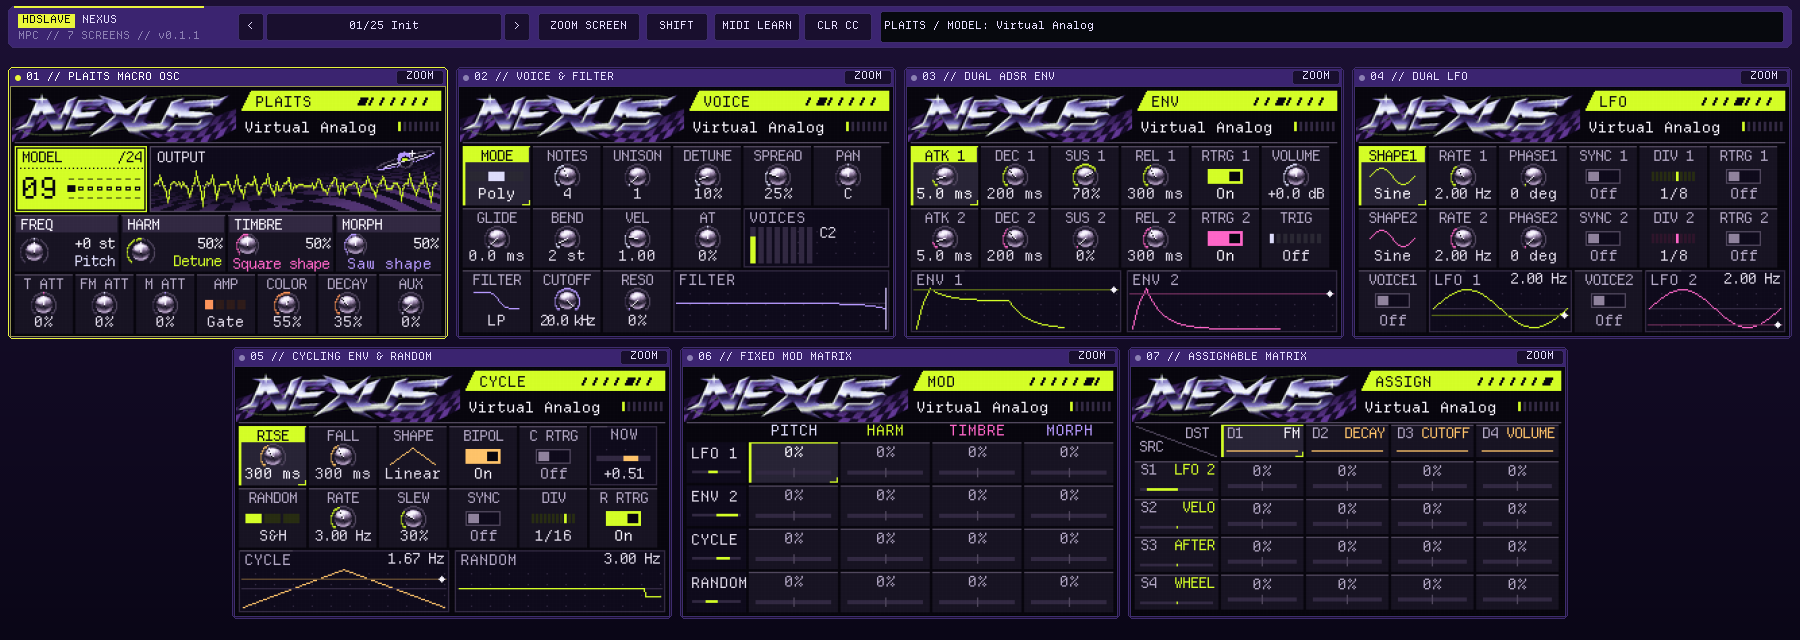 HDSLAVE NEXUS
MPC // 7 SCREENS // v0.1.1
< 01/25 Init > ZOOM SCREEN SHIFT MIDI LEARN CLR CC PLAITS / MODEL: Virtual Analog
01 // PLAITS MACRO OSC ZOOM
NEXUS PLAITS
Virtual Analog
MODEL /24 OUTPUT
09
FREQ HARM TIMBRE MORPH
+0 st 50% 50% 50%
Pitch Detune Square shape Saw shape
T ATT FM ATT M ATT AMP COLOR DECAY AUX
0% 0% 0% Gate 55% 35% 0%
02 // VOICE & FILTER ZOOM
NEXUS VOICE
Virtual Analog
MODE NOTES UNISON DETUNE SPREAD PAN
Poly 4 1 10% 25% C
GLIDE BEND VEL AT VOICES
C2
0.0 ms 2 st 1.00 0%
FILTER CUTOFF RESO FILTER
LP 20.0 kHz 0%
03 // DUAL ADSR ENV ZOOM
NEXUS ENV
Virtual Analog
ATK 1 DEC 1 SUS 1 REL 1 RTRG 1 VOLUME
5.0 ms 200 ms 70% 300 ms On +0.0 dB
ATK 2 DEC 2 SUS 2 REL 2 RTRG 2 TRIG
5.0 ms 200 ms 0% 300 ms On Off
ENV 1 ENV 2
04 // DUAL LFO ZOOM
NEXUS LFO
Virtual Analog
SHAPE1 RATE 1 PHASE1 SYNC 1 DIV 1 RTRG 1
Sine 2.00 Hz 0 deg Off 1/8 Off
SHAPE2 RATE 2 PHASE2 SYNC 2 DIV 2 RTRG 2
Sine 2.00 Hz 0 deg Off 1/8 Off
VOICE1 LFO 1 2.00 Hz VOICE2 LFO 2 2.00 Hz
Off Off
05 // CYCLING ENV & RANDOM ZOOM
NEXUS CYCLE
Virtual Analog
RISE FALL SHAPE BIPOL C RTRG NOW
300 ms 300 ms Linear On Off +0.51
RANDOM RATE SLEW SYNC DIV R RTRG
S&H 3.00 Hz 30% Off 1/16 On
CYCLE 1.67 Hz RANDOM 3.00 Hz
06 // FIXED MOD MATRIX ZOOM
NEXUS MOD
Virtual Analog
PITCH HARM TIMBRE MORPH
LFO 1 0% 0% 0% 0%
ENV 2 0% 0% 0% 0%
CYCLE 0% 0% 0% 0%
RANDOM 0% 0% 0% 0%
07 // ASSIGNABLE MATRIX ZOOM
NEXUS ASSIGN
Virtual Analog
DST D1 FM D2 DECAY D3 CUTOFF D4 VOLUME
SRC
S1 LFO 2 0% 0% 0% 0%
S2 VELO 0% 0% 0% 0%
S3 AFTER 0% 0% 0% 0%
S4 WHEEL 0% 0% 0% 0%